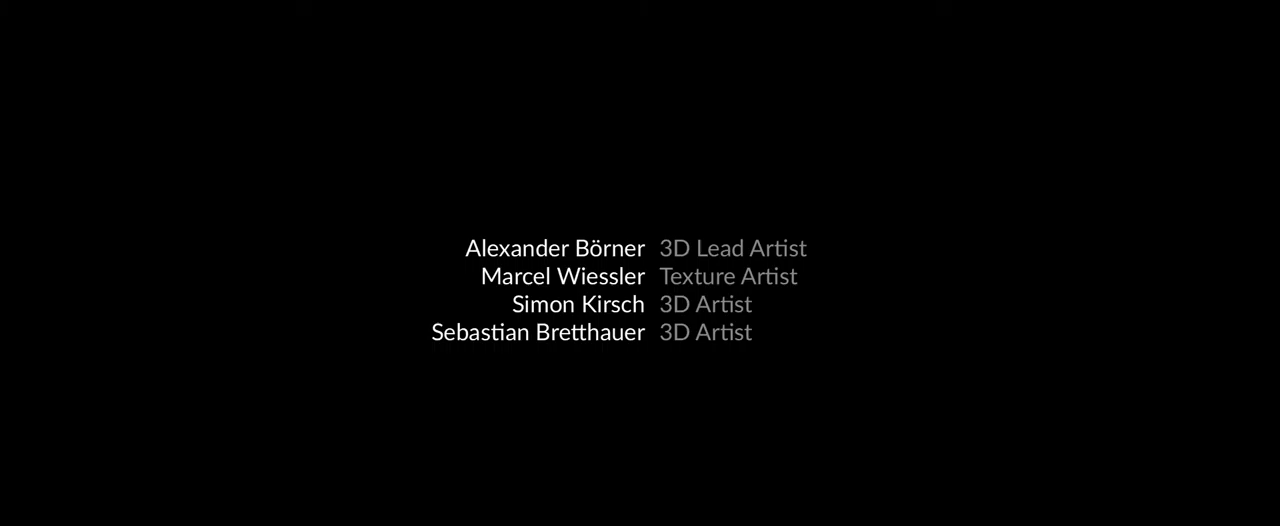 Alexander Börner 3D Lead Artist
Marcel Wiessler Texture Artist
Simon Kirsch 3D Artist
Sebastian Bretthauer 3D Artist